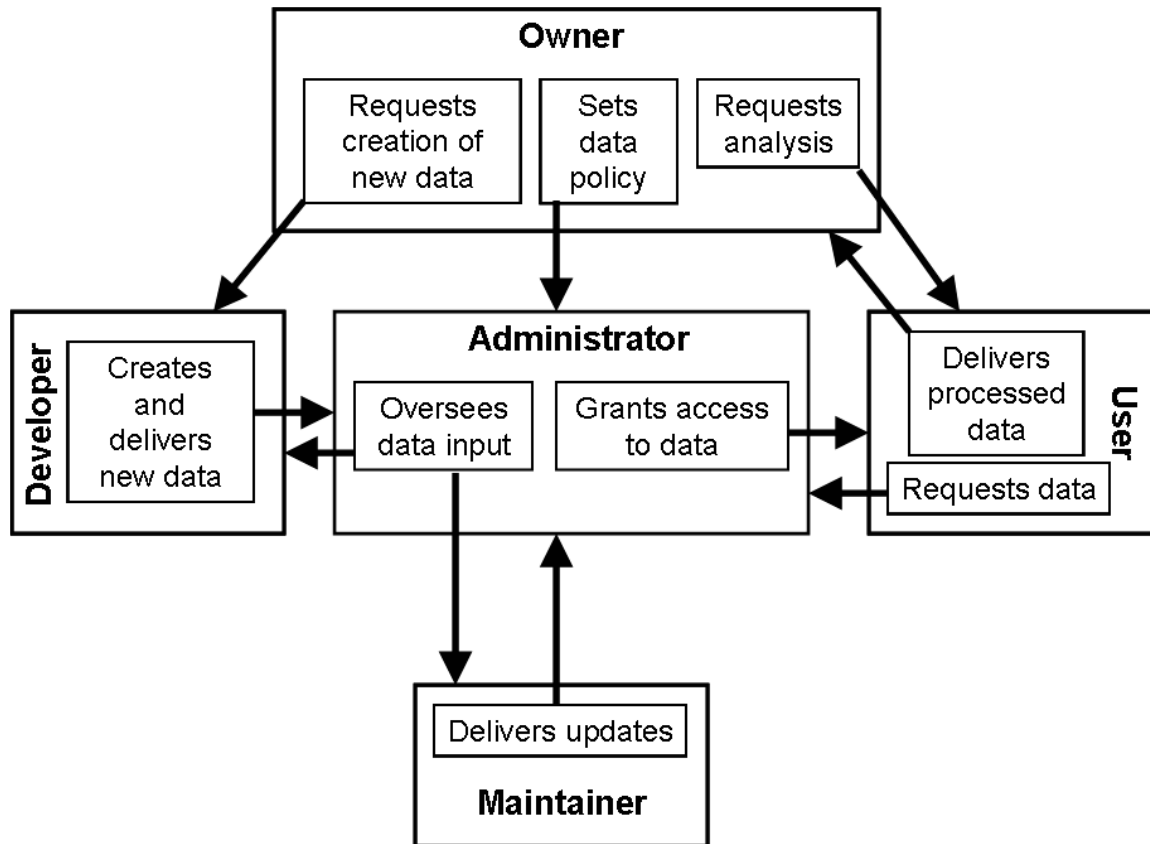 Owner
Requests
creation of
new data
Sets
data
policy
Requests
analysis
Developer
Creates
and
delivers
new data
Administrator
Oversees
data input
Grants access
to data
User
Delivers
processed
data
Requests data
Delivers updates
Maintainer